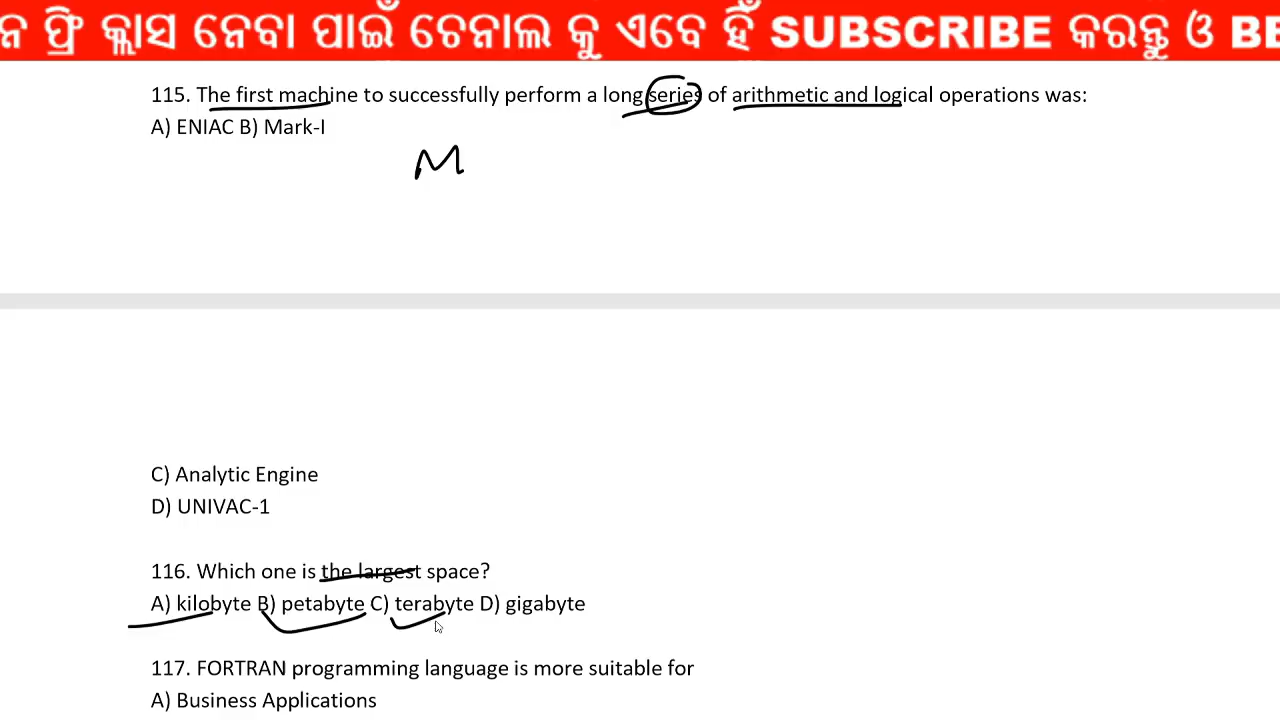 ନ ଫ୍ରି କ୍ଲାସ ନେବା ପାଇଁ ଚେନାଲ କୁ ଏବେ ହିଁ SUBSCRIBE କରନ୍ତୁ ଓ BE
115. The first machine to successfully perform a long series of arithmetic and logical operations was:
A) ENIAC B) Mark-I
M
C) Analytic Engine
D) UNIVAC-1
116. Which one is the largest space?
A) kilobyte B) petabyte C) terabyte D) gigabyte
117. FORTRAN programming language is more suitable for
A) Business Applications